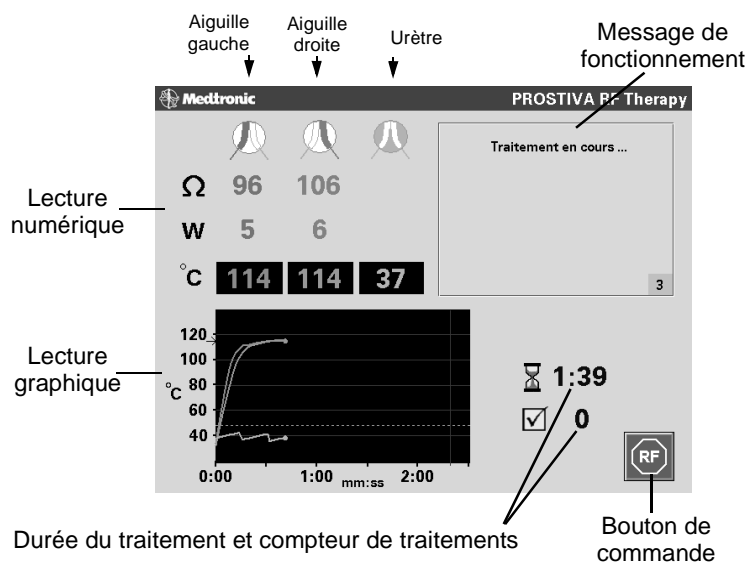 Aiguille gauche
Aiguille droite
Urètre
Message de fonctionnement
Medtronic
PROSTIVA RF Therapy
Traitement en cours ...
Lecture numérique
Ω 96 106
W 5 6
°C 114 114 37
3
Lecture graphique
120
100
80
60
40
°C
0:00 1:00 mm:ss 2:00
1:39
0
RF
Durée du traitement et compteur de traitements
Bouton de commande